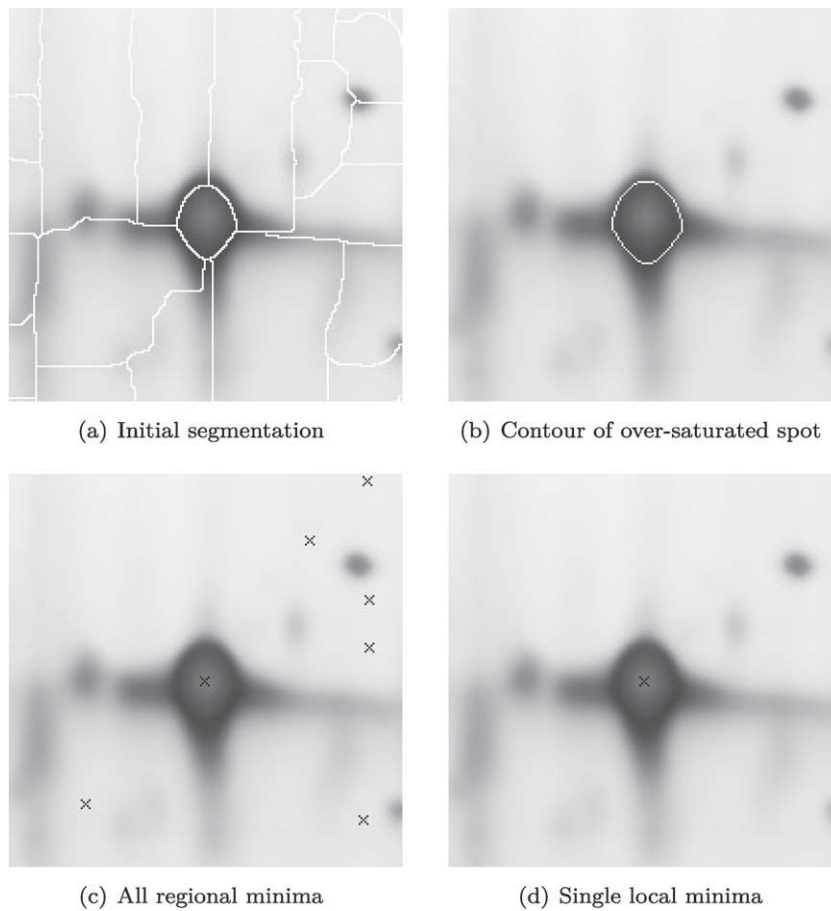 (a) Initial segmentation
(b) Contour of over-saturated spot
(c) All regional minima
(d) Single local minima